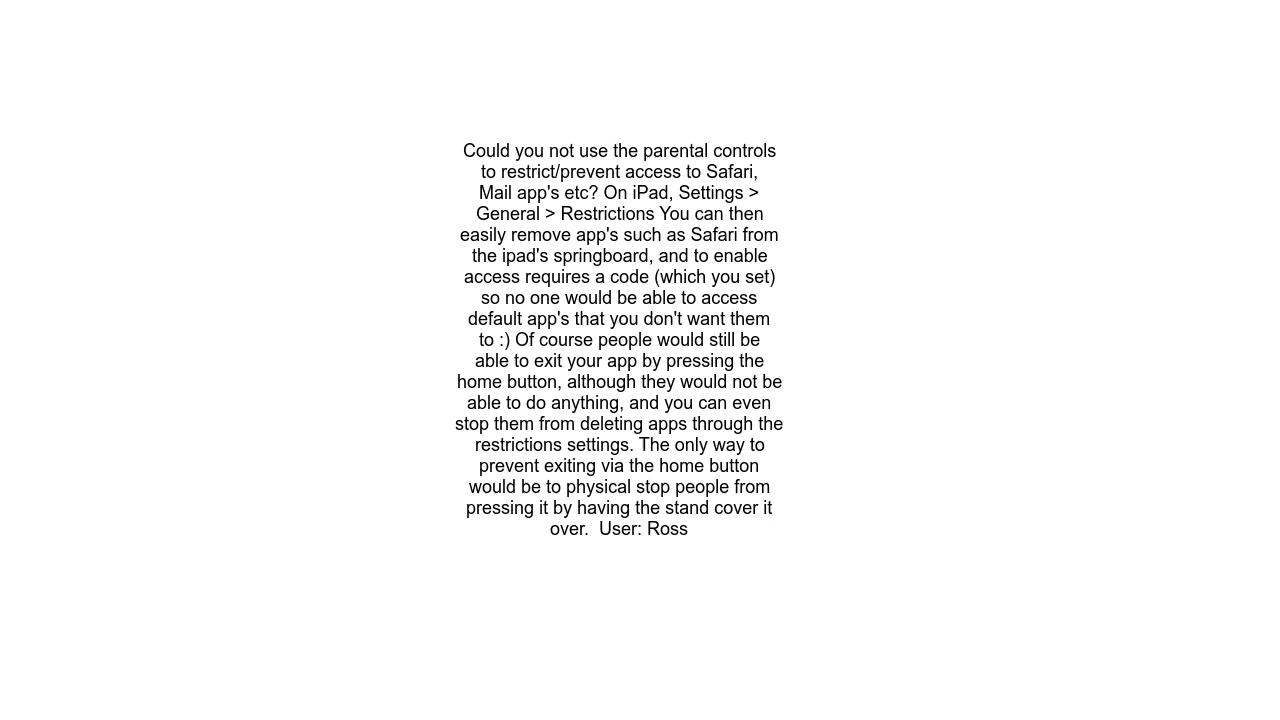 Could you not use the parental controls
to restrict/prevent access to Safari,
Mail app's etc? On iPad, Settings >
General > Restrictions You can then
easily remove app's such as Safari from
the ipad's springboard, and to enable
access requires a code (which you set)
so no one would be able to access
default app's that you don't want them
to :) Of course people would still be
able to exit your app by pressing the
home button, although they would not be
able to do anything, and you can even
stop them from deleting apps through the
restrictions settings. The only way to
prevent exiting via the home button
would be to physical stop people from
pressing it by having the stand cover it
over.  User: Ross